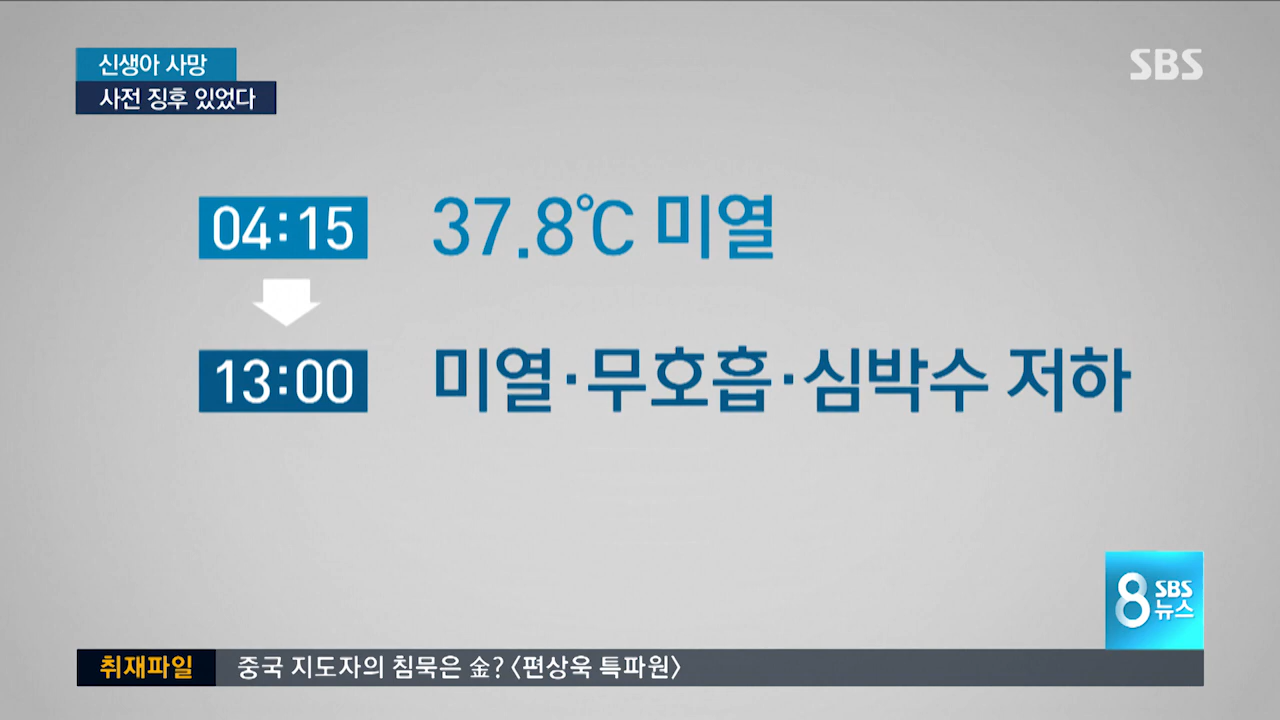 신생아 사망
사전 징후 있었다
SBS
04:15 37.8℃ 미열
13:00 미열·무호흡·심박수 저하
8 SBS 뉴스
취재파일 중국 지도자의 침묵은 金?〈편상욱 특파원〉